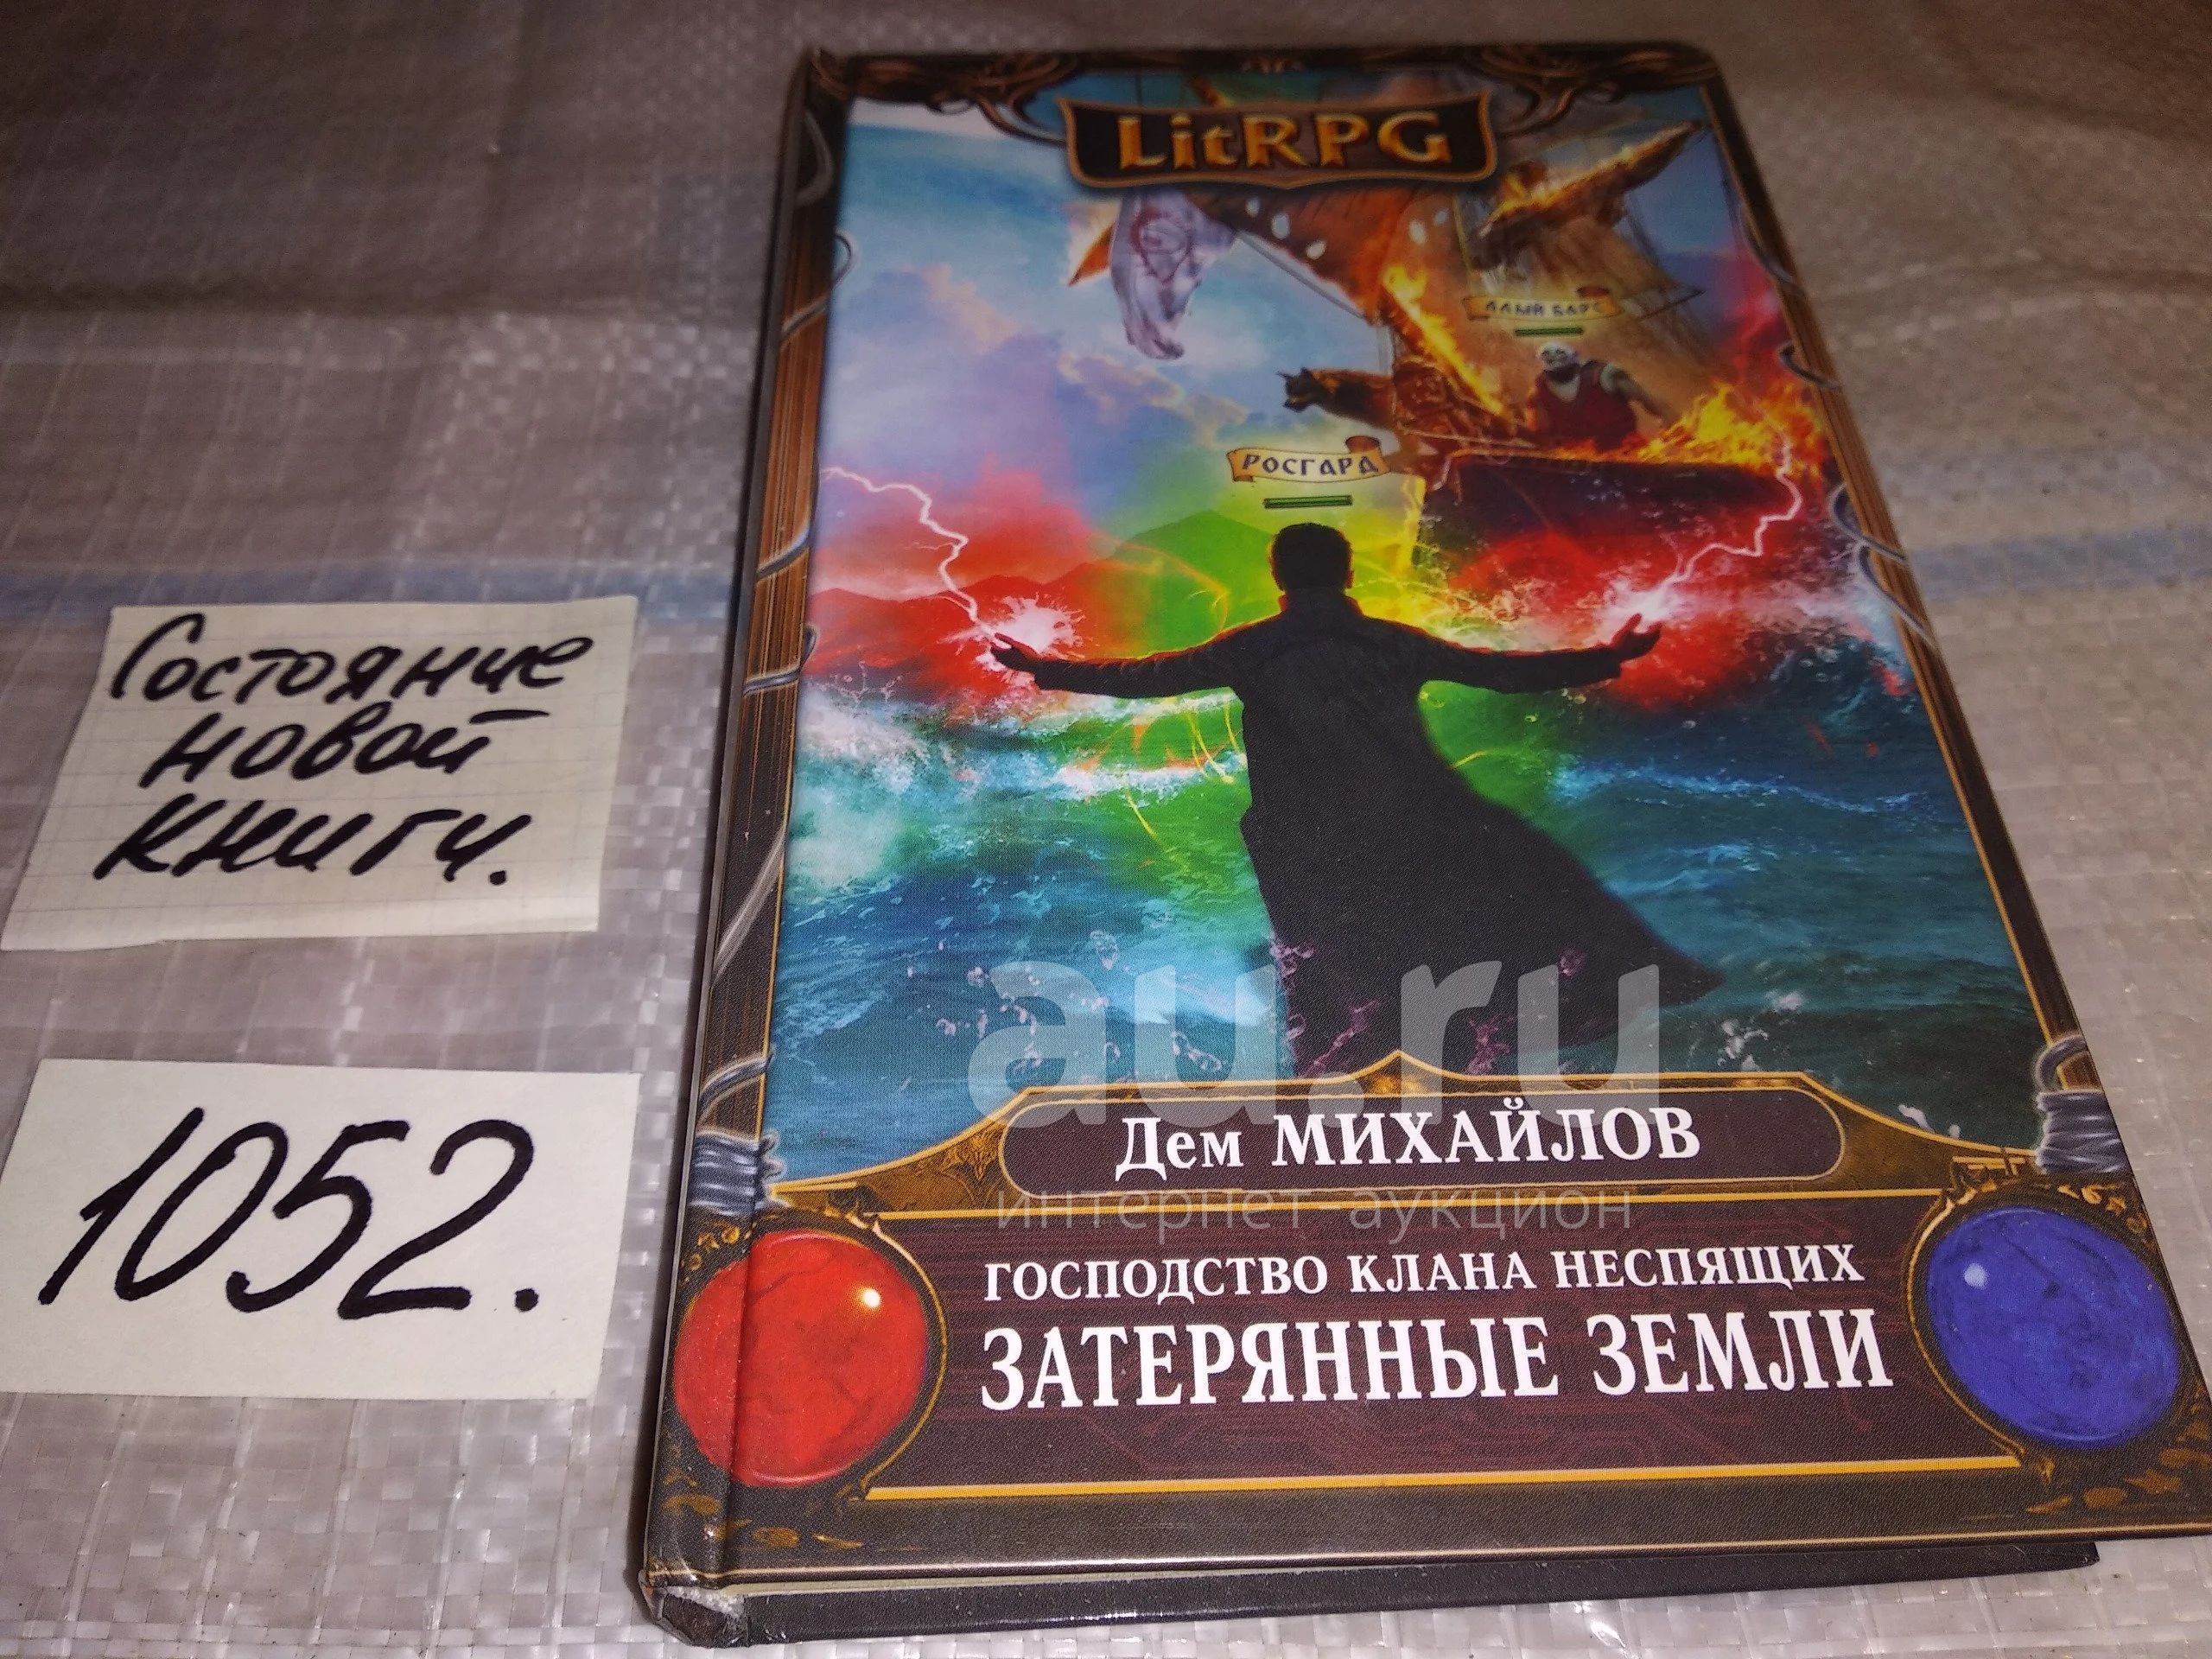 LitRPG
АЛЫЙ БАРС
РОСГАРД
Состояние
новой
книги.
1052.
au.ru
интернет-аукцион
Дем МИХАЙЛОВ
ГОСПОДСТВО КЛАНА НЕСПЯЩИХ
ЗАТЕРЯННЫЕ ЗЕМЛИ